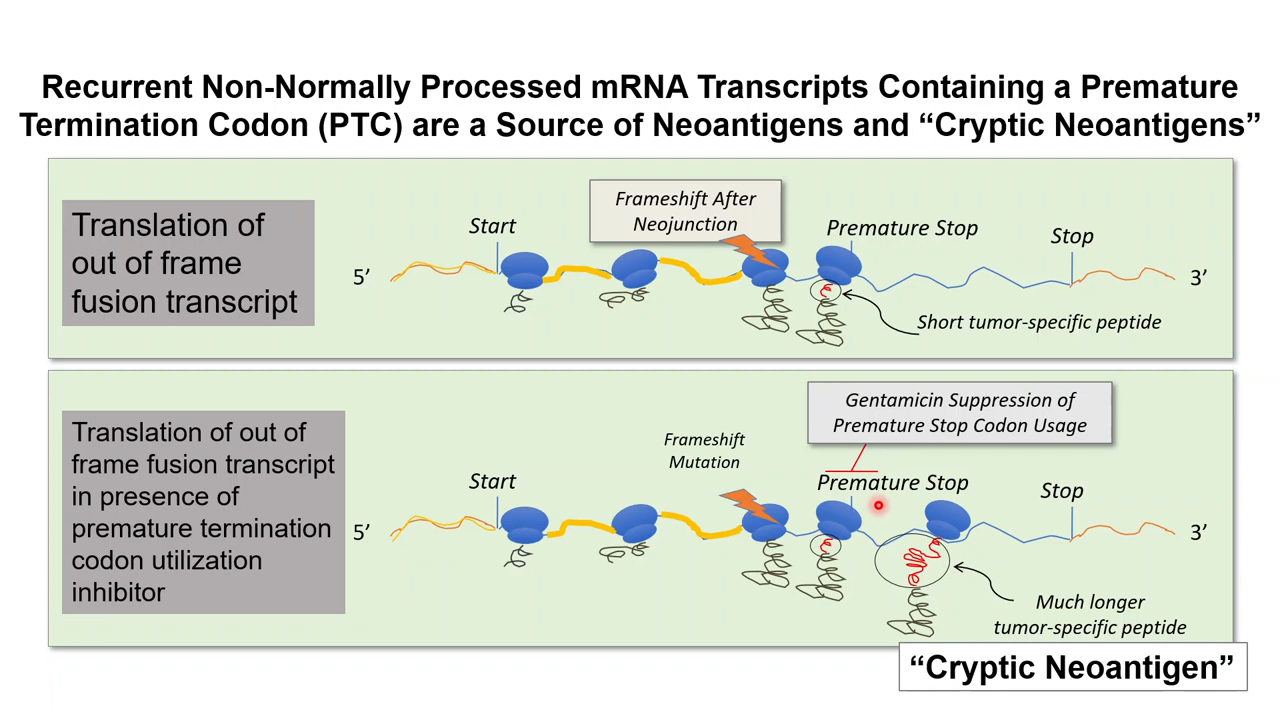 Recurrent Non-Normally Processed mRNA Transcripts Containing a Premature
Termination Codon (PTC) are a Source of Neoantigens and “Cryptic Neoantigens”
Translation of
out of frame
fusion transcript
Frameshift After
Neojunction
Start
Premature Stop
Stop
5’
3’
Short tumor-specific peptide
Translation of out of
frame fusion transcript
in presence of
premature termination
codon utilization
inhibitor
Gentamicin Suppression of
Premature Stop Codon Usage
Frameshift
Mutation
Start
Premature Stop
Stop
5’
3’
Much longer
tumor-specific peptide
“Cryptic Neoantigen”